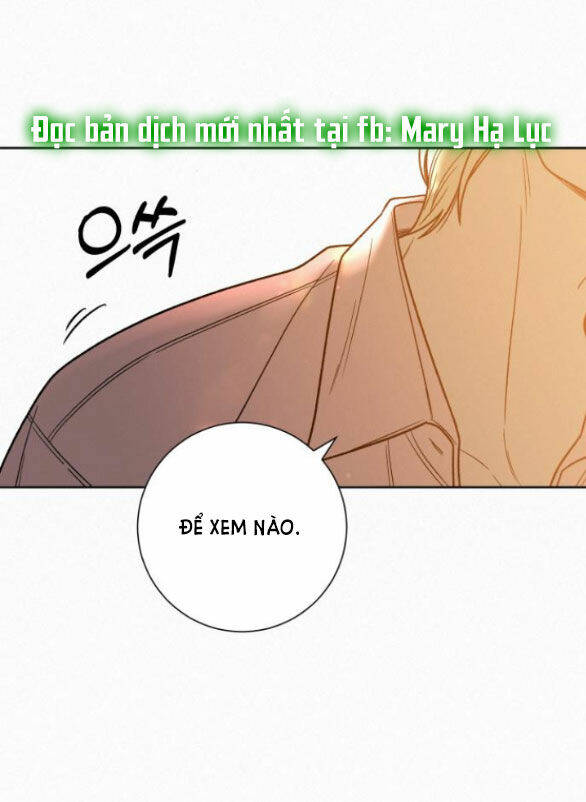 Đọc bản dịch mới nhất tại fb: Mary Hạ Lục
으쓱
ĐỂ XEM NÀO.